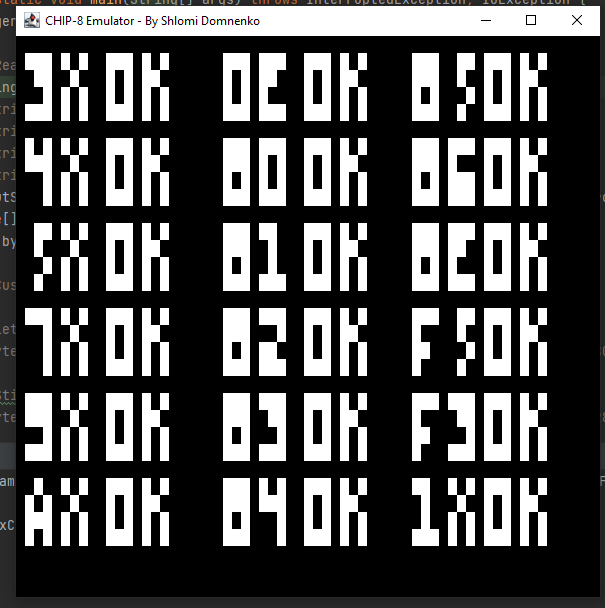 CHIP-8 Emulator - By Shlomi Domnenko
3X OK 0E OK 85 OK
4X OK 80 OK 86 OK
5X OK 81 OK 8E OK
7X OK 82 OK F5 OK
9X OK 83 OK F3 OK
AX OK 84 OK 1X OK